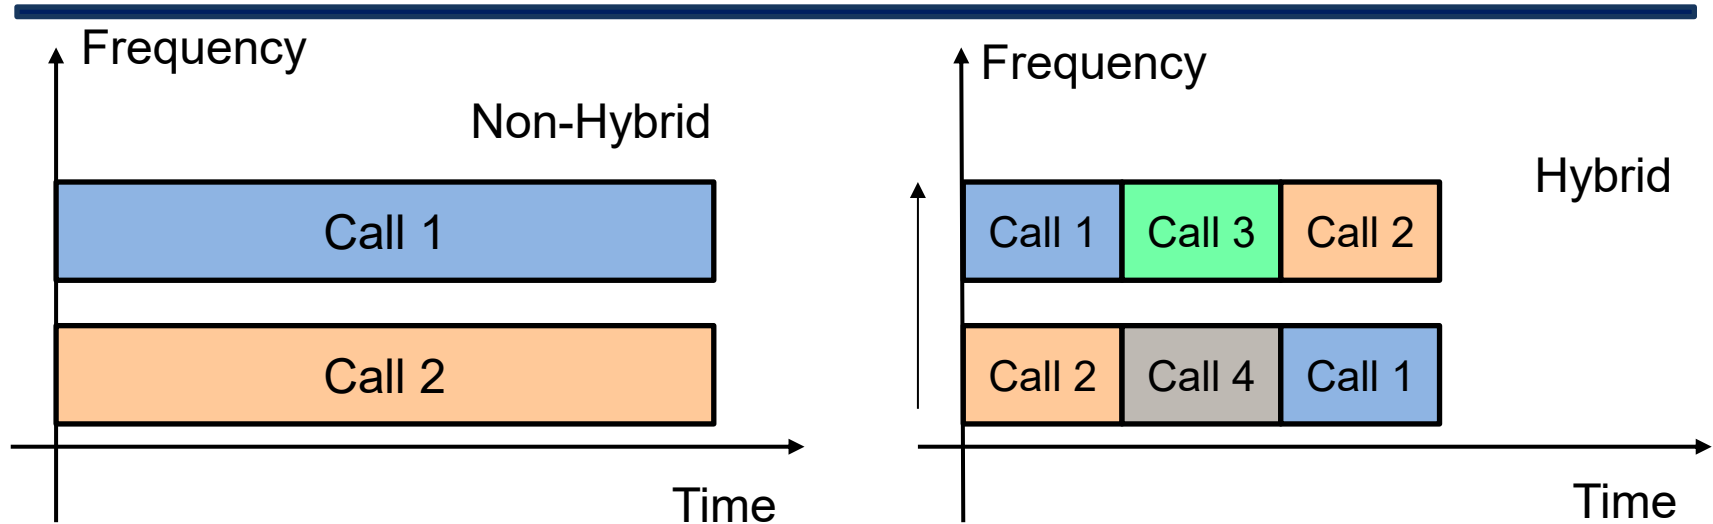 Frequency
Non-Hybrid
Call 1
Call 2
Time
Frequency
Hybrid
Call 1 Call 3 Call 2
Call 2 Call 4 Call 1
Time